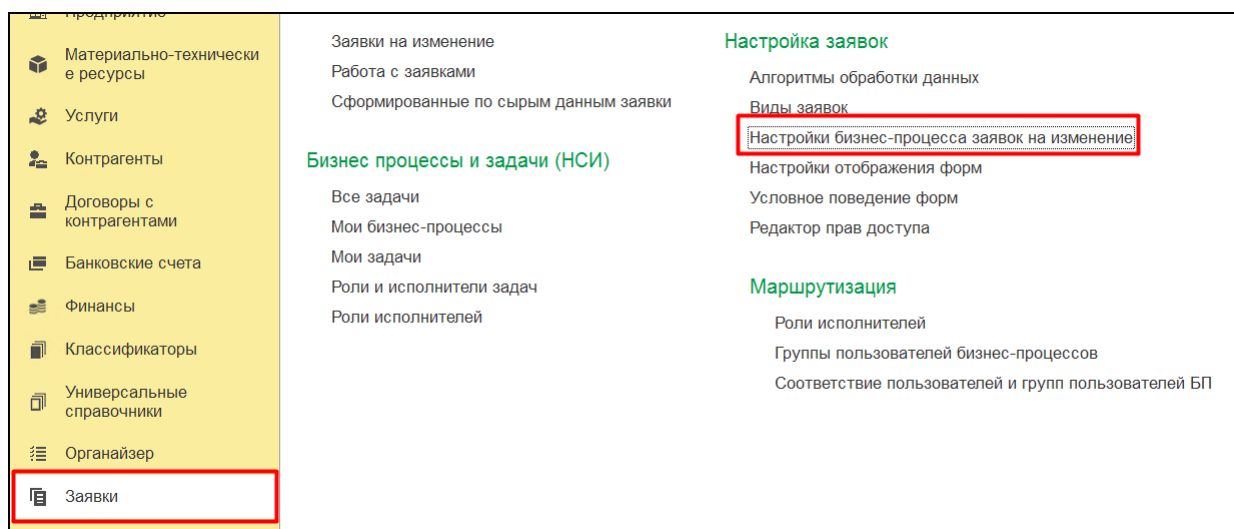 Предприятие
Материально-технически
е ресурсы
Услуги
Контрагенты
Договоры с
контрагентами
Банковские счета
Финансы
Классификаторы
Универсальные
справочники
Органайзер
Заявки
Заявки на изменение
Работа с заявками
Сформированные по сырым данным заявки
Бизнес процессы и задачи (НСИ)
Все задачи
Мои бизнес-процессы
Мои задачи
Роли и исполнители задач
Роли исполнителей
Настройка заявок
Алгоритмы обработки данных
Виды заявок
Настройки бизнес-процесса заявок на изменение
Настройки отображения форм
Условное поведение форм
Редактор прав доступа
Маршрутизация
Роли исполнителей
Группы пользователей бизнес-процессов
Соответствие пользователей и групп пользователей БП